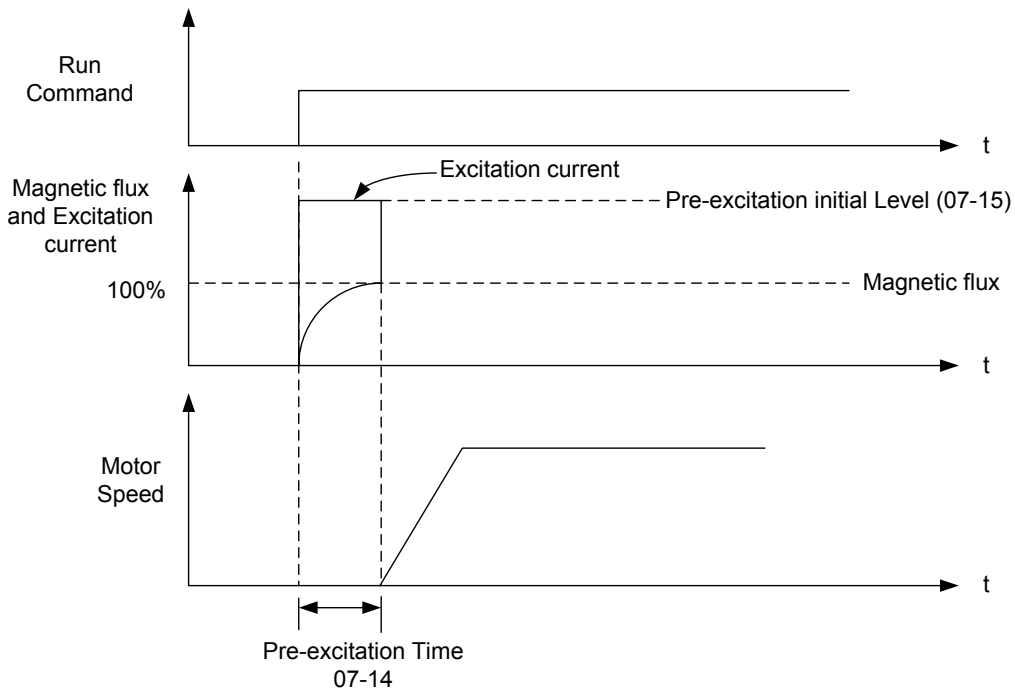 Run
Command
t
Excitation current
Magnetic flux
and Excitation
current
Pre-excitation initial Level (07-15)
100%
Magnetic flux
t
Motor
Speed
t
Pre-excitation Time
07-14